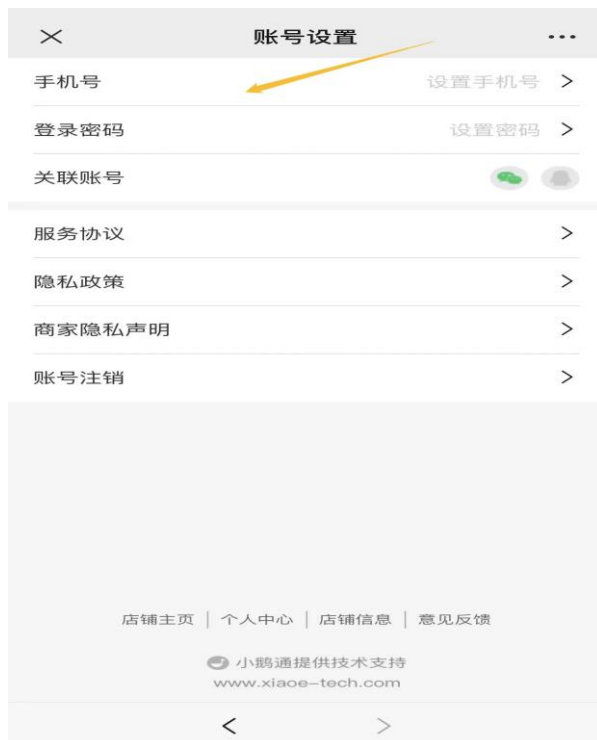 账号设置
手机号 设置手机号
登录密码 设置密码
关联账号
服务协议
隐私政策
商家隐私声明
账号注销
店铺主页 | 个人中心 | 店铺信息 | 意见反馈
小鹅通提供技术支持
www.xiaoe-tech.com